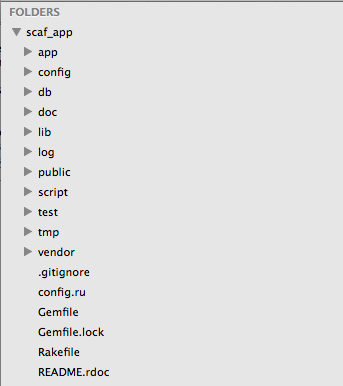 FOLDERS
scaf_app
app
config
db
doc
lib
log
public
script
test
tmp
vendor
.gitignore
config.ru
Gemfile
Gemfile.lock
Rakefile
README.rdoc